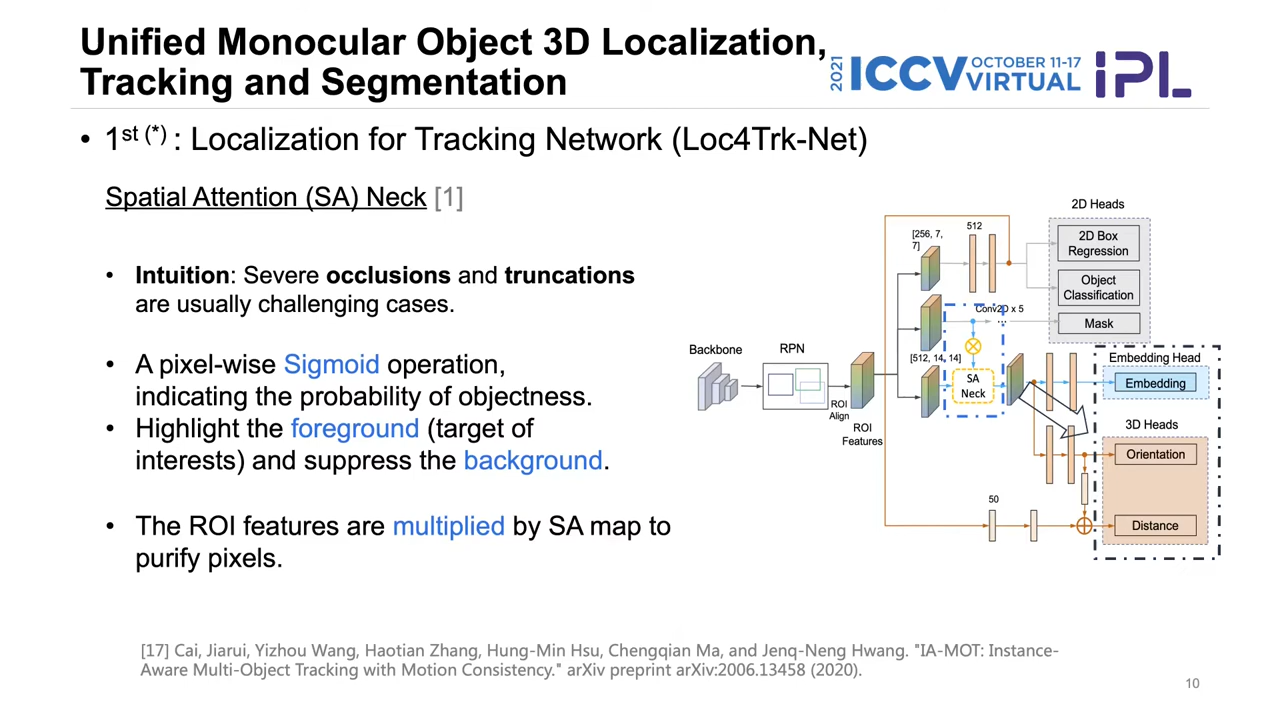 Unified Monocular Object 3D Localization,
Tracking and Segmentation
2021 ICCV OCTOBER 11-17 VIRTUAL
iPL
• 1st (*) : Localization for Tracking Network (Loc4Trk-Net)
Spatial Attention (SA) Neck [1]
• Intuition: Severe occlusions and truncations
are usually challenging cases.
• A pixel-wise Sigmoid operation,
indicating the probability of objectness.
• Highlight the foreground (target of
interests) and suppress the background.
• The ROI features are multiplied by SA map to
purify pixels.
Backbone
RPN
ROI
Align
ROI
Features
[256, 7,
7]
512
[512, 14, 14]
Conv2D x 5
...
SA
Neck
50
2D Heads
2D Box
Regression
Object
Classification
Mask
Embedding Head
Embedding
3D Heads
Orientation
Distance
[17] Cai, Jiarui, Yizhou Wang, Haotian Zhang, Hung-Min Hsu, Chengqian Ma, and Jenq-Neng Hwang. "IA-MOT: Instance-
Aware Multi-Object Tracking with Motion Consistency." arXiv preprint arXiv:2006.13458 (2020).
10